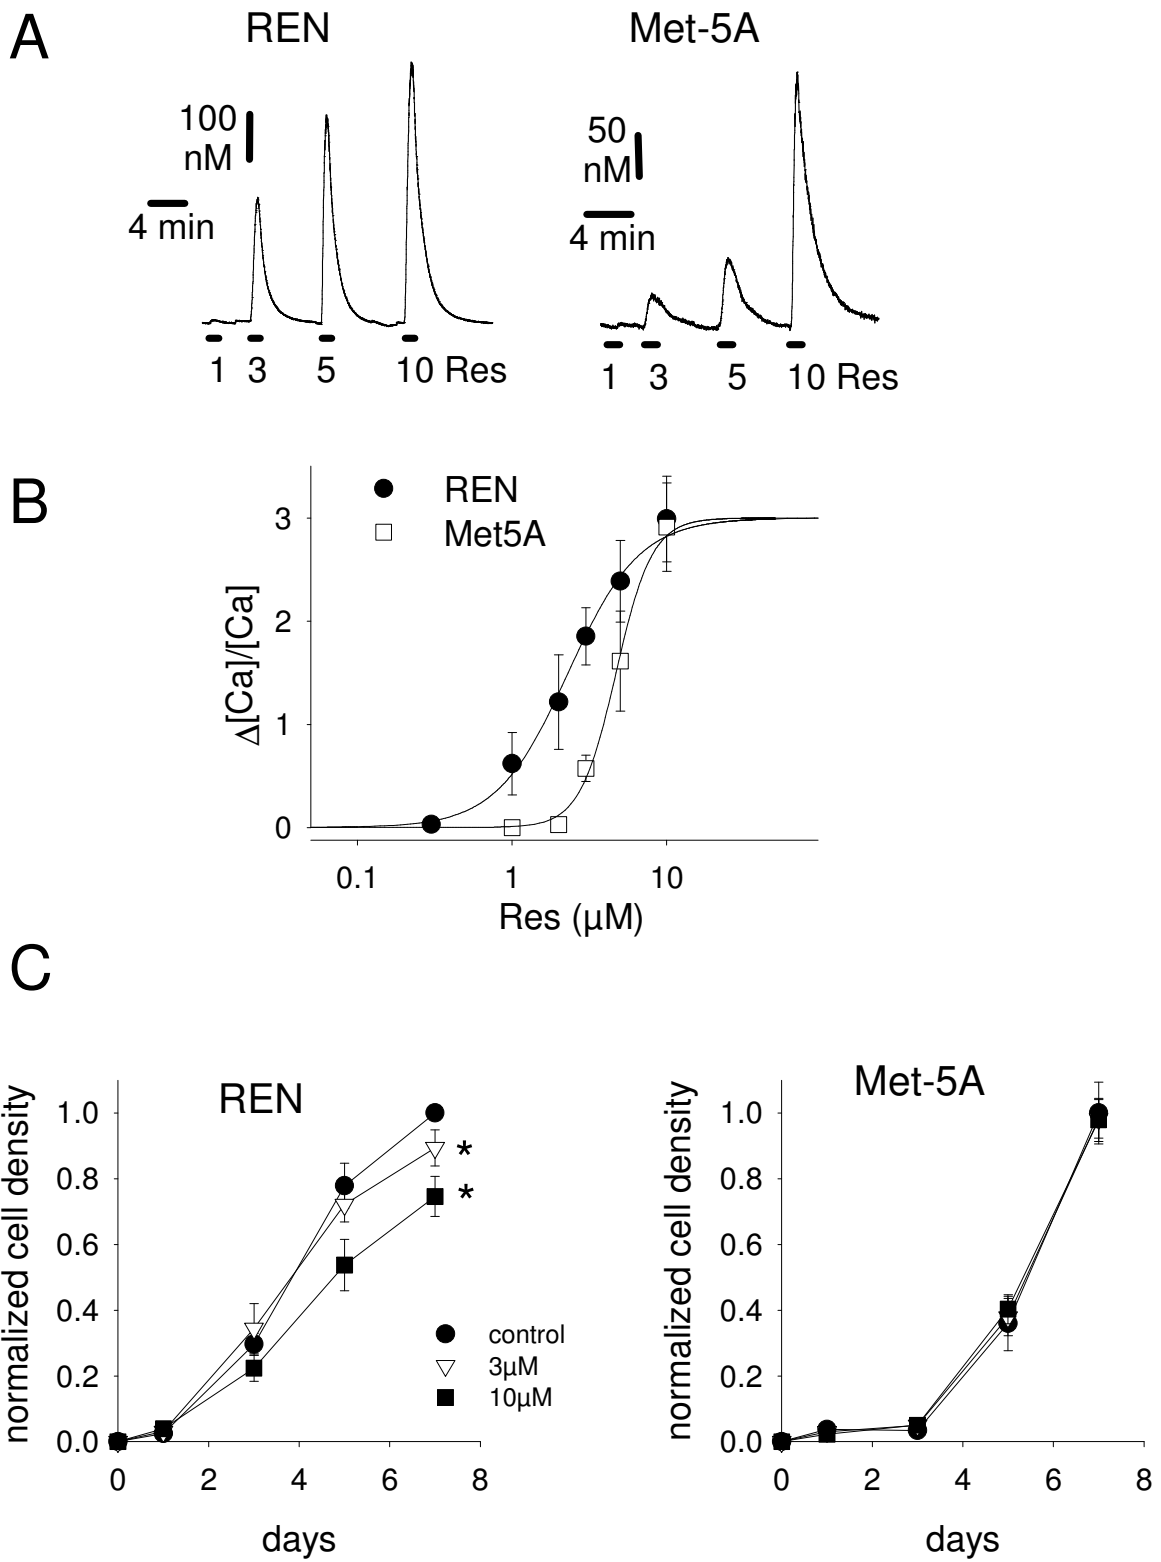 A
REN
Met-5A
100
nM
50
nM
4 min
4 min
1 3 5 10 Res
1 3 5 10 Res
B
REN
Met5A
3
2
1
0
Δ[Ca]/[Ca]
0.1 1 10
Res (µM)
C
REN
Met-5A
normalized cell density
1.0
0.8
0.6
0.4
0.2
0.0
*
*
control
3µM
10µM
0 2 4 6 8
days
normalized cell density
1.0
0.8
0.6
0.4
0.2
0.0
0 2 4 6 8
days